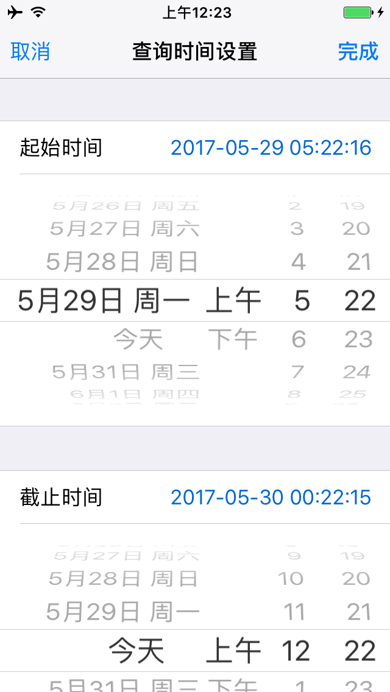 上午12:23
取消 查询时间设置 完成
起始时间 2017-05-29 05:22:16
5月26日 周五 2 19
5月27日 周六 3 20
5月28日 周日 4 21
5月29日 周一 上午 5 22
今天 下午 6 23
5月31日 周三 7 24
6月1日 周四 8 25
截止时间 2017-05-30 00:22:15
5月27日 周六 9 19
5月28日 周日 10 20
5月29日 周一 11 21
今天 上午 12 22
5月31日 周三 下午 1 23